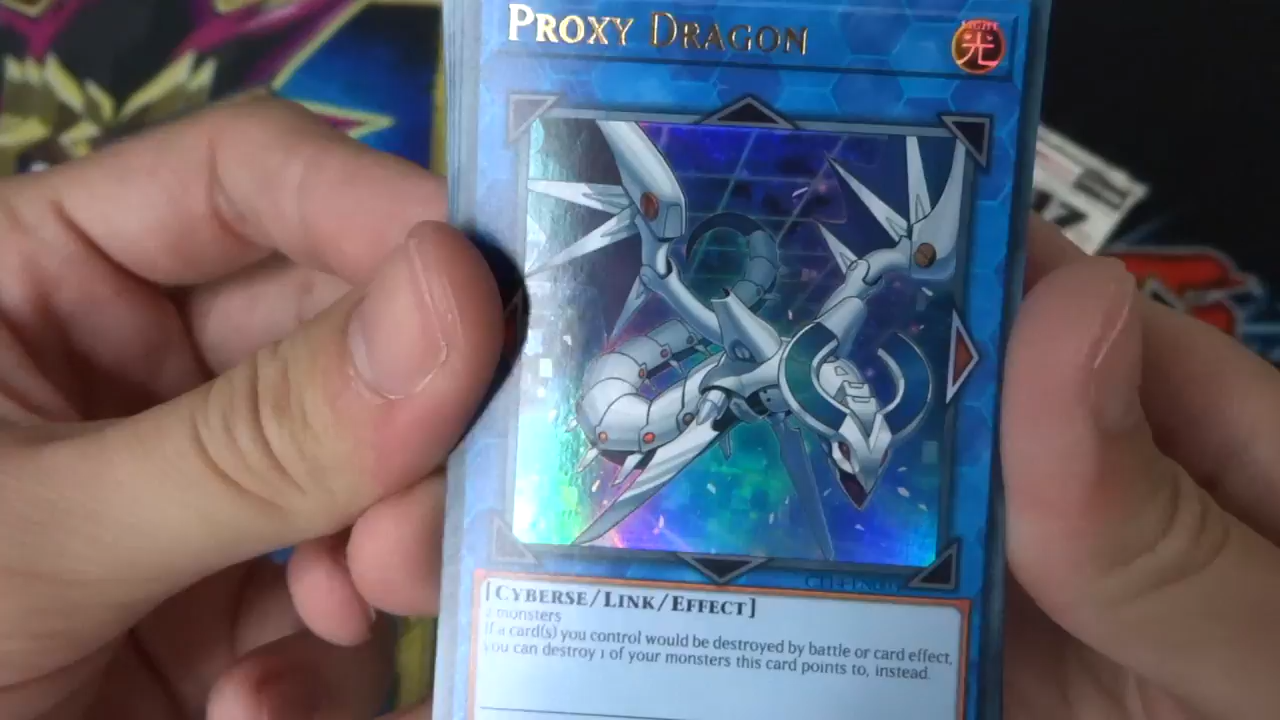 PROXY DRAGON
LIGHT
光
[CYBERSE/LINK/EFFECT]
2 monsters
If a card(s) you control would be destroyed by battle or card effect,
you can destroy 1 of your monsters this card points to, instead.